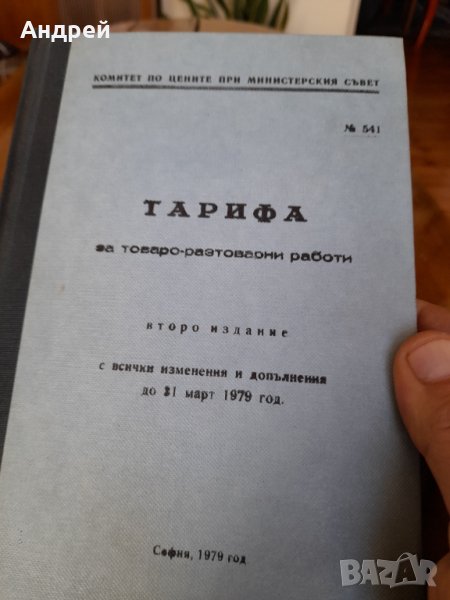 Андрей
КОМИТЕТ ПО ЦЕНИТЕ ПРИ МИНИСТЕРСКИЯ СЪВЕТ
№ 541
ТАРИФА
за товаро-разтоварни работи
второ издание
с всички изменения и допълнения
до 31 март 1979 год.
София, 1979 год
BAZAR